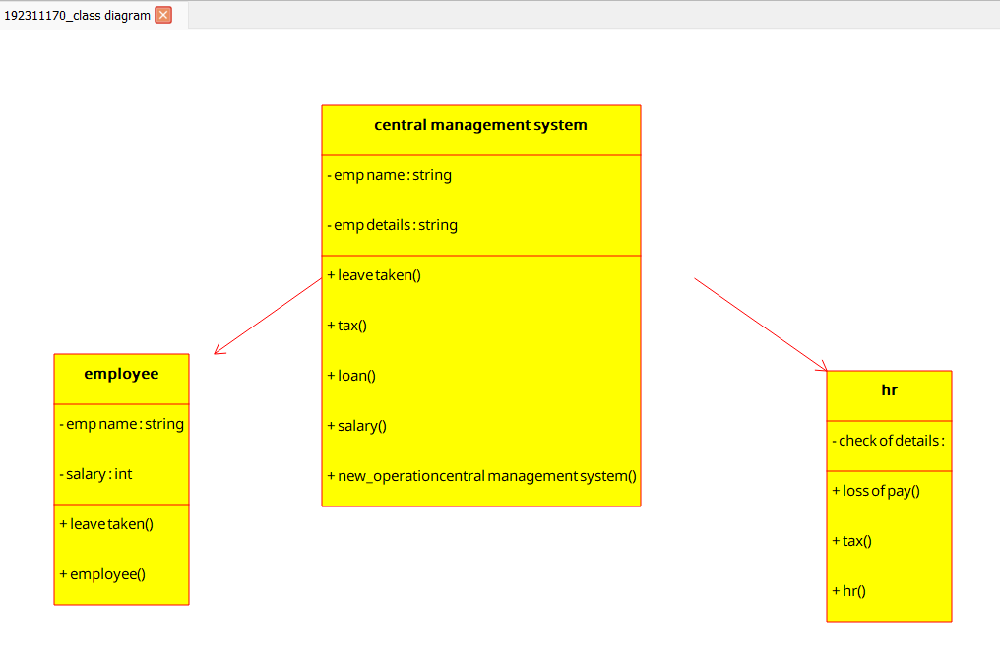 192311170_class diagram
central management system
- emp name : string
- emp details : string
+ leave taken()
+ tax()
+ loan()
+ salary()
+ new_operationcentral management system()
employee
- emp name : string
- salary : int
+ leave taken()
+ employee()
hr
- check of details :
+ loss of pay()
+ tax()
+ hr()